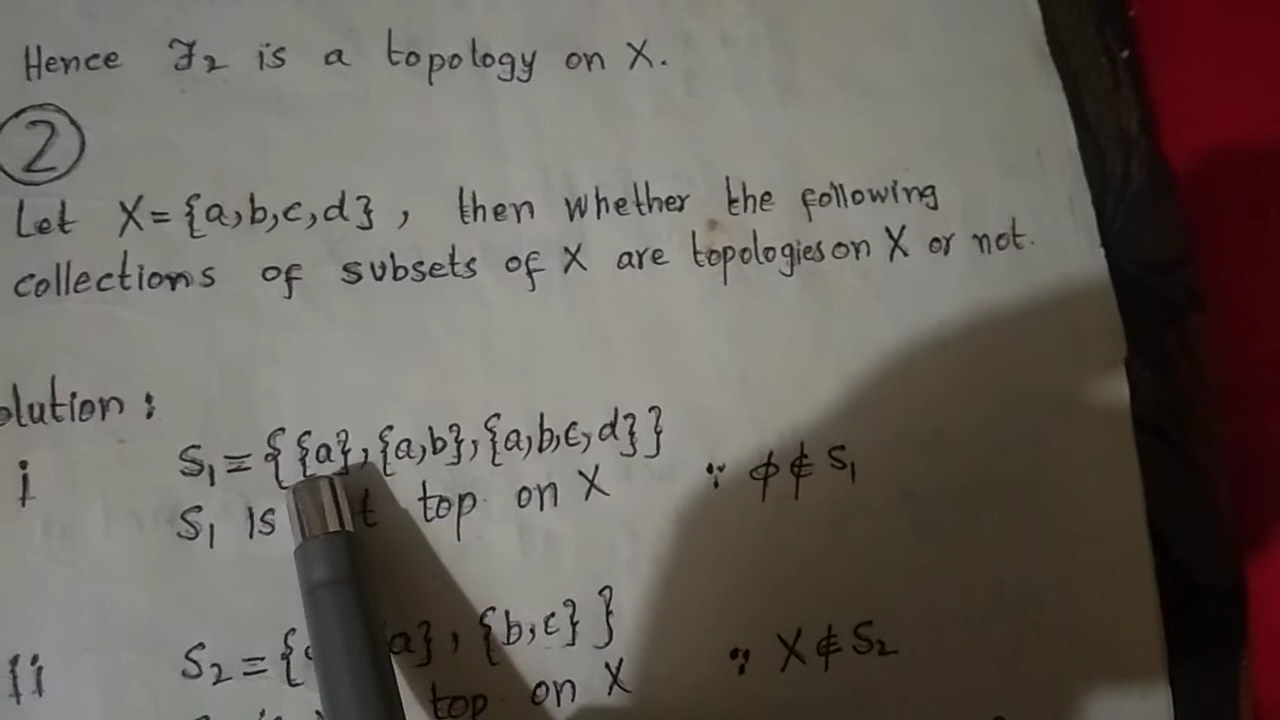 Hence ℑ₂ is a topology on X.
2
Let X={a,b,c,d}, then whether the following
collections of subsets of X are topologies on X or not.
olution :
i S₁={{a},{a,b},{a,b,c,d}}
S₁ is t top on X ∵ ϕ∉S₁
ii S₂={ a},{b,c}} ∵ X∉S₂
top on X